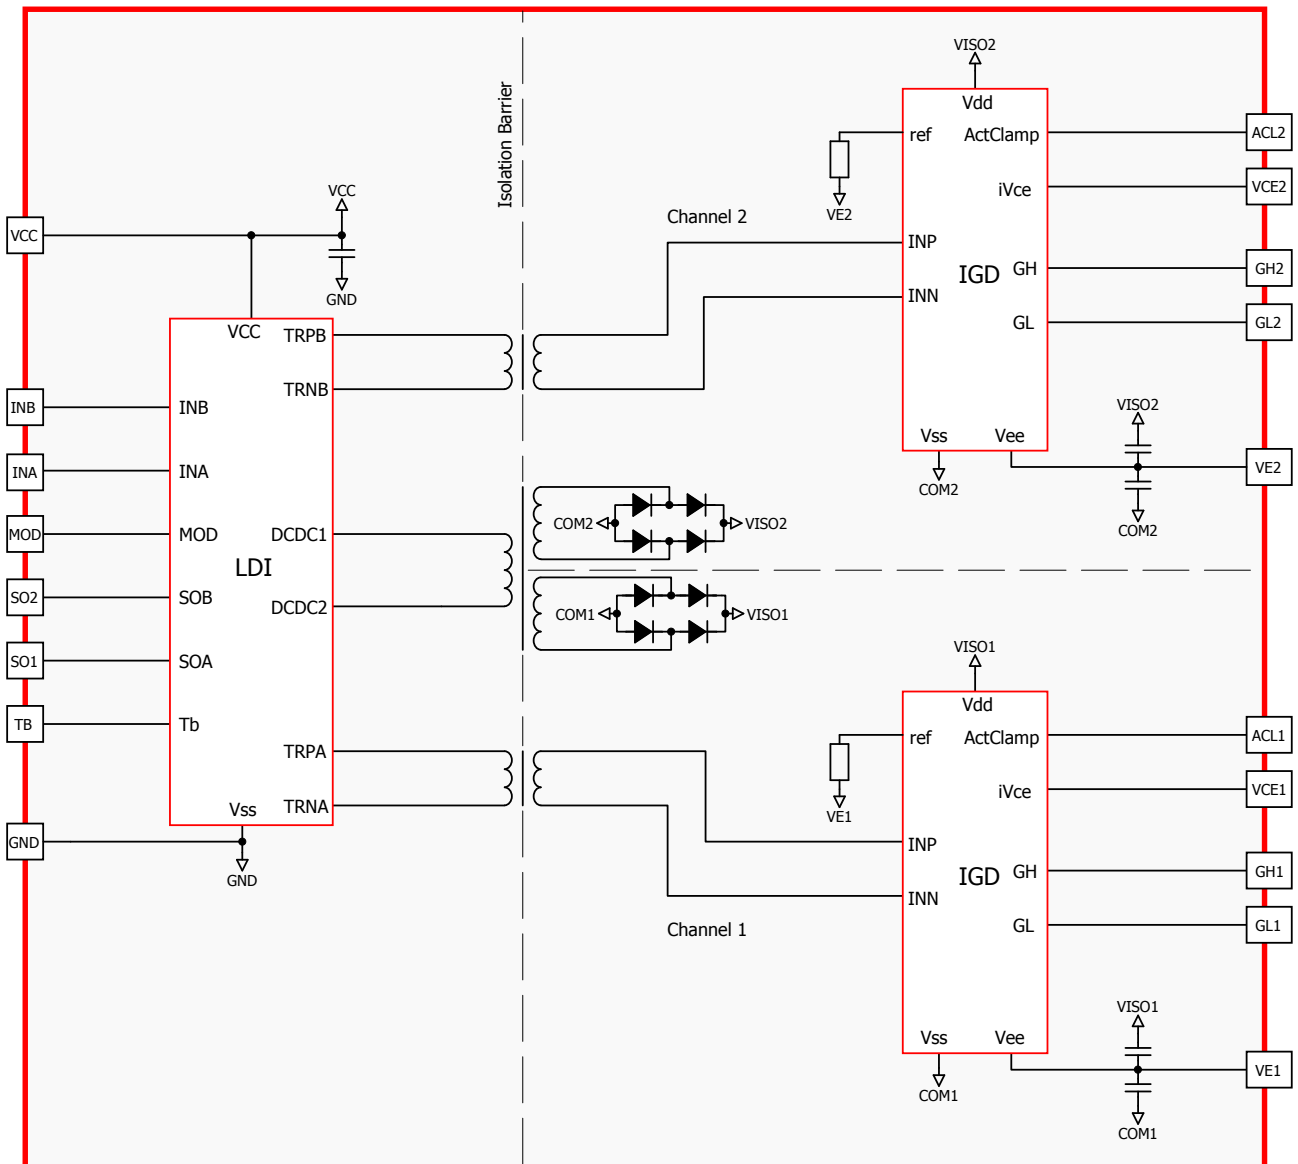 VISO2
Vdd
ref
ActClamp
ACL2
Isolation Barrier
VCC
iVce
VCE2
VE2
Channel 2
VCC
INP
IGD
GH
GH2
INN
GND
GL
GL2
VCC
TRPB
TRNB
INB
INB
VISO2
Vss
Vee
VE2
INA
INA
COM2
COM2
MOD
MOD
DCDC1
COM2
VISO2
LDI
SO2
SOB
DCDC2
COM1
VISO1
SO1
SOA
VISO1
Vdd
TB
Tb
ref
ActClamp
ACL1
TRPA
iVce
VCE1
TRNA
VE1
Vss
GND
GND
INP
IGD
GH
GH1
INN
GL
GL1
Channel 1
VISO1
Vss
Vee
VE1
COM1
COM1